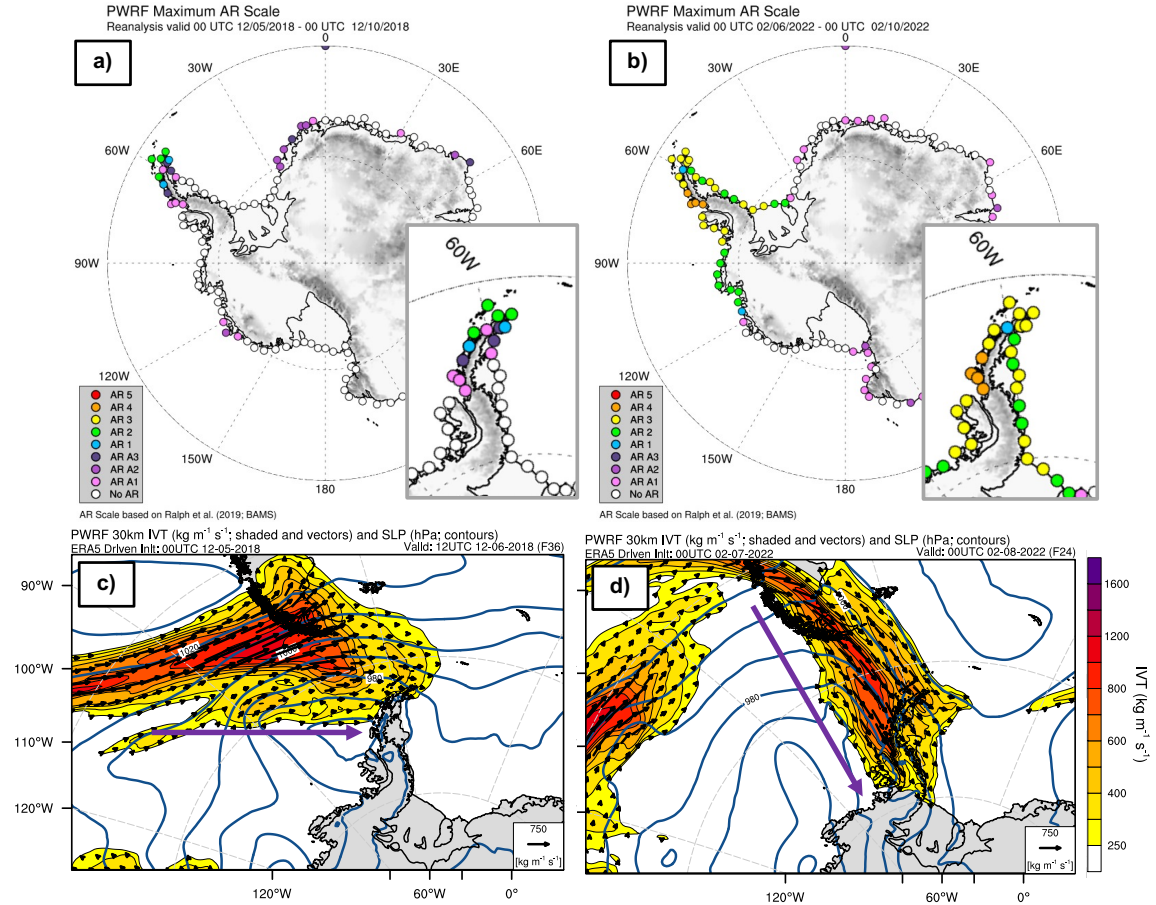 PWRF Maximum AR Scale
Reanalysis valid 00 UTC 12/05/2018 - 00 UTC 12/10/2018
a)
0
30W
30E
60W
60E
90W
120W
150W
180
60W
AR 5
AR 4
AR 3
AR 2
AR 1
AR A3
AR A2
AR A1
No AR
AR Scale based on Ralph et al. (2019; BAMS)
PWRF Maximum AR Scale
Reanalysis valid 00 UTC 02/06/2022 - 00 UTC 02/10/2022
b)
0
30W
30E
60W
60E
90W
120W
150W
180
60W
AR 5
AR 4
AR 3
AR 2
AR 1
AR A3
AR A2
AR A1
No AR
AR Scale based on Ralph et al. (2019; BAMS)
PWRF 30km IVT (kg m⁻¹ s⁻¹; shaded and vectors) and SLP (hPa; contours)
ERA5 Driven Init: 00UTC 12-05-2018 Valid: 12UTC 12-06-2018 (F36)
c)
90°W
100°W
110°W
120°W
1020
1000
980
750
[kg m⁻¹ s⁻¹]
120°W
60°W
0°
PWRF 30km IVT (kg m⁻¹ s⁻¹; shaded and vectors) and SLP (hPa; contours)
ERA5 Driven Init: 00UTC 02-07-2022 Valid: 00UTC 02-08-2022 (F24)
d)
90°W
100°W
110°W
120°W
980
750
[kg m⁻¹ s⁻¹]
120°W
60°W
0°
1600
1200
800
600
400
250
IVT (kg m⁻¹ s⁻¹)